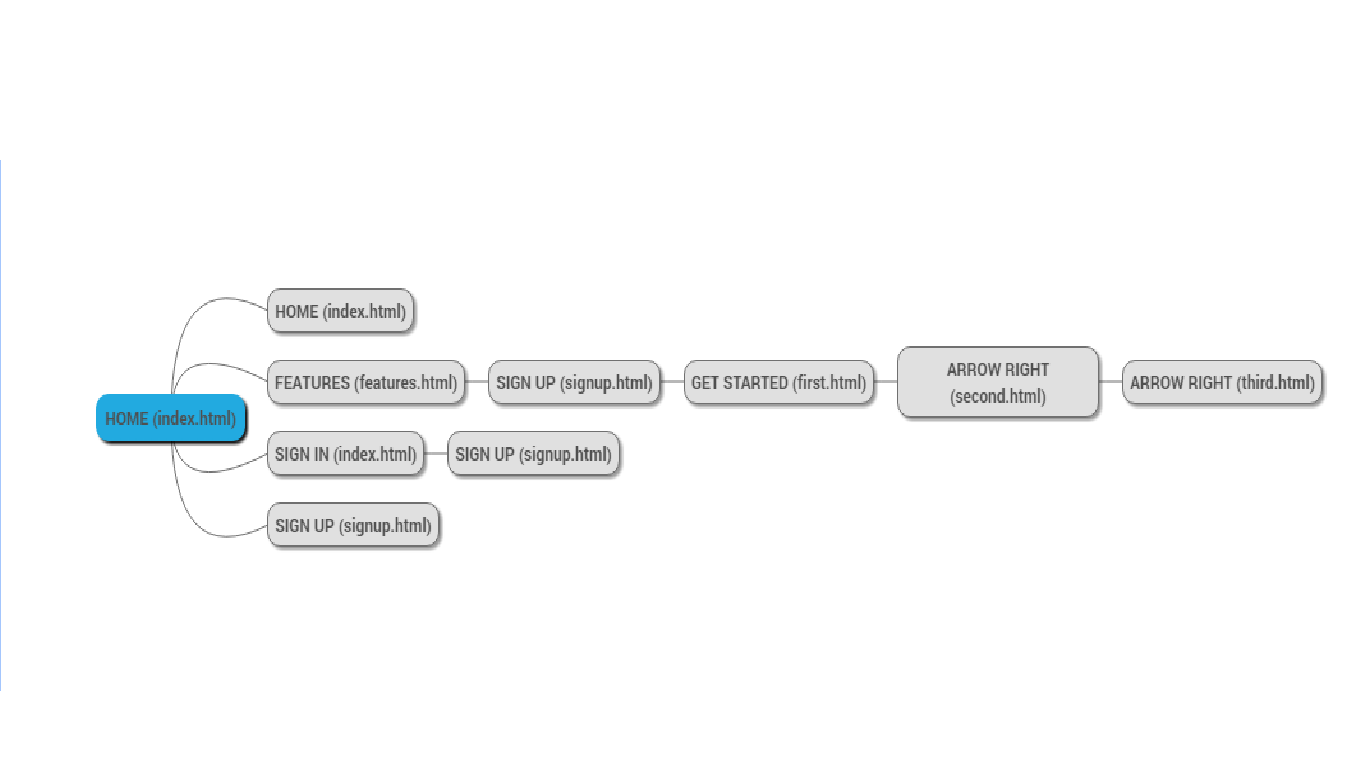 HOME (index.html)
HOME (index.html)
FEATURES (features.html)
SIGN UP (signup.html)
GET STARTED (first.html)
ARROW RIGHT
(second.html)
ARROW RIGHT (third.html)
SIGN IN (index.html)
SIGN UP (signup.html)
SIGN UP (signup.html)